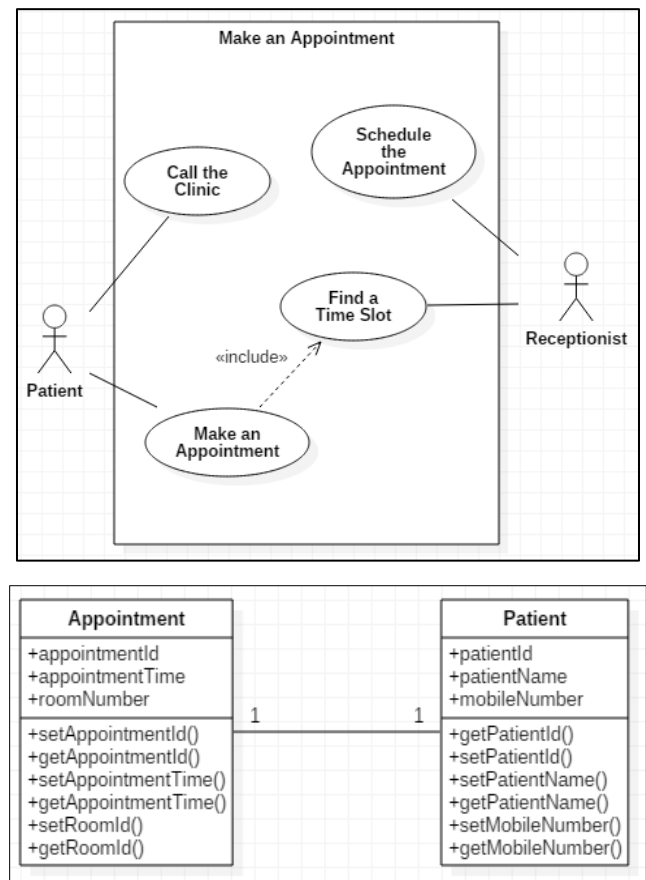 Make an Appointment
Schedule
the
Appointment
Call the
Clinic
Find a
Time Slot
Receptionist
«include»
Patient
Make an
Appointment
Appointment
+appointmentId
+appointmentTime
+roomNumber
+setAppointmentId()
+getAppointmentId()
+setAppointmentTime()
+getAppointmentTime()
+setRoomId()
+getRoomId()
1
1
Patient
+patientId
+patientName
+mobileNumber
+getPatientId()
+setPatientId()
+setPatientName()
+getPatientName()
+setMobileNumber()
+getMobileNumber()